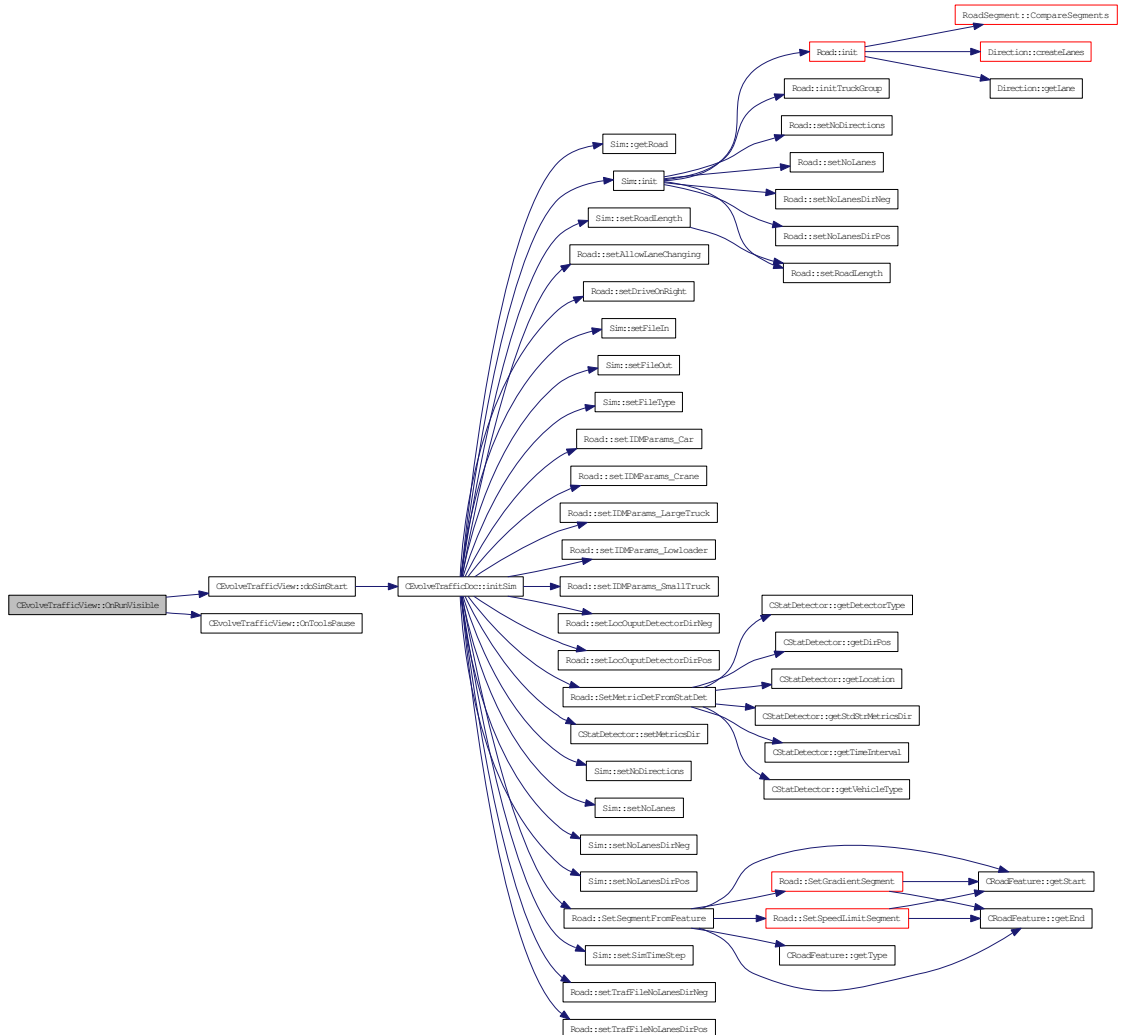 RoadSegment::CompareSegments
Road::init
Direction::createLanes
Road::initTruckGroup
Direction::getLane
Road::setNoDirections
Sim::getRoad
Road::setNoLanes
Sim::init
Road::setNoLanesDirNeg
Sim::setRoadLength
Road::setNoLanesDirPos
Road::setAllowLaneChanging
Road::setRoadLength
Road::setDriveOnRight
Sim::setFileIn
Sim::setFileOut
Sim::setFileType
Road::setIDMParams_Car
Road::setIDMParams_Crane
Road::setIDMParams_LargeTruck
Road::setIDMParams_Lowloader
CEvolveTrafficView::OnRunVisible
CEvolveTrafficView::doSimStart
CEvolveTrafficDoc::initSim
Road::setIDMParams_SmallTruck
CEvolveTrafficView::OnToolsPause
Road::setLocOuputDetectorDirNeg
CStatDetector::getDetectorType
Road::setLocOuputDetectorDirPos
CStatDetector::getDirPos
Road::SetMetricDetFromStatDet
CStatDetector::getLocation
CStatDetector::setMetricsDir
CStatDetector::getStdStrMetricsDir
Sim::setNoDirections
CStatDetector::getTimeInterval
Sim::setNoLanes
CStatDetector::getVehicleType
Sim::setNoLanesDirNeg
Sim::setNoLanesDirPos
Road::SetGradientSegment
CRoadFeature::getStart
Road::SetSegmentFromFeature
Road::SetSpeedLimitSegment
CRoadFeature::getEnd
Sim::setSimTimeStep
CRoadFeature::getType
Road::setTrafFileNoLanesDirNeg
Road::setTrafFileNoLanesDirPos